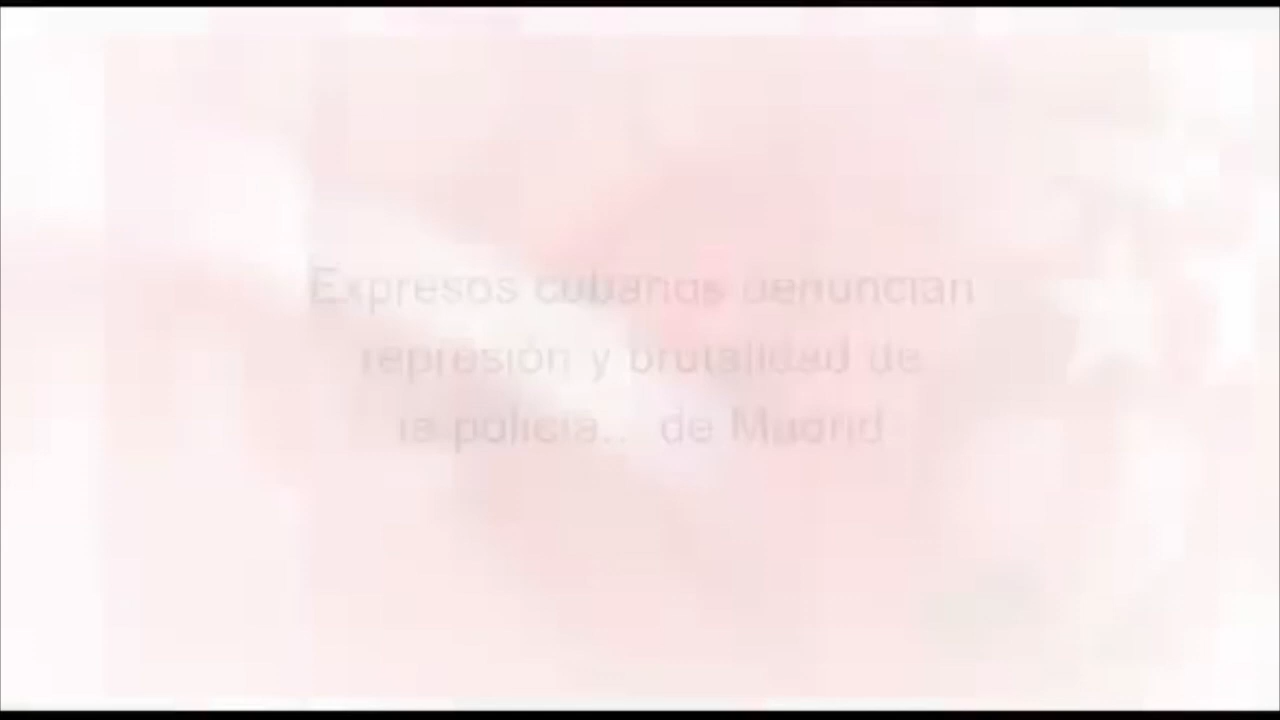 Expresos cubanos denuncian
represión y brutalidad de
la policía... de Madrid